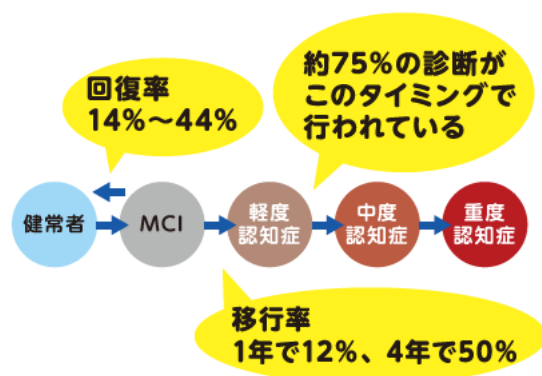 約75%の診断が
このタイミングで
行われている
回復率
14%～44%
健常者
MCI
軽度
認知症
中度
認知症
重度
認知症
移行率
1年で12%、4年で50%